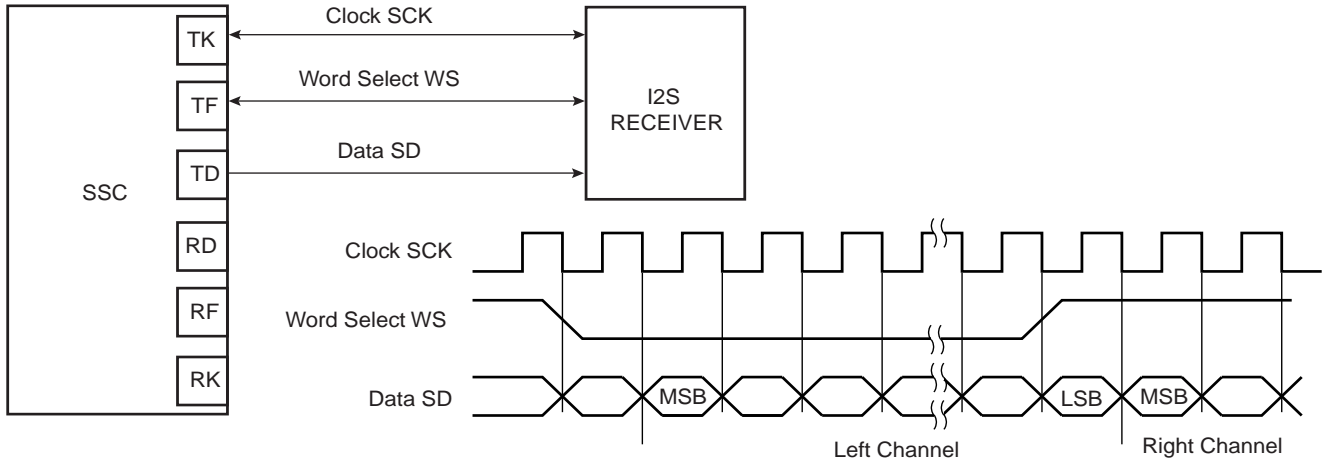 SSC
TK
TF
TD
RD
RF
RK
Clock SCK
Word Select WS
Data SD
I2S
RECEIVER
Clock SCK
Word Select WS
Data SD
MSB
LSB
MSB
Left Channel
Right Channel